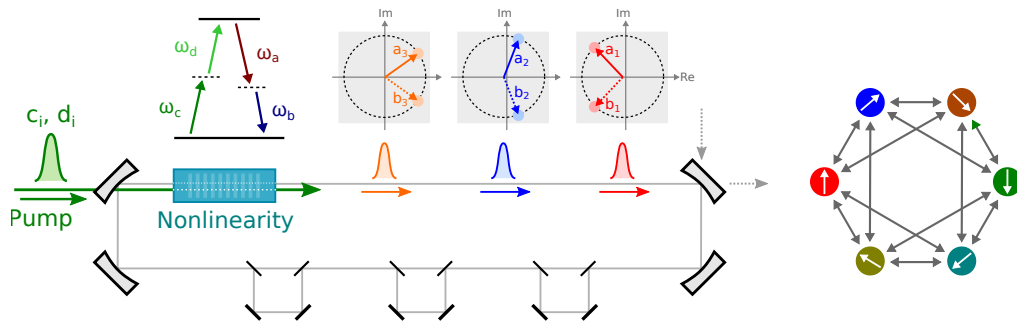 Im
Im
Im
ω_d
ω_a
ω_c
ω_b
a_3
b_3
a_2
b_2
a_1
b_1
Re
c_i, d_i
Pump
Nonlinearity